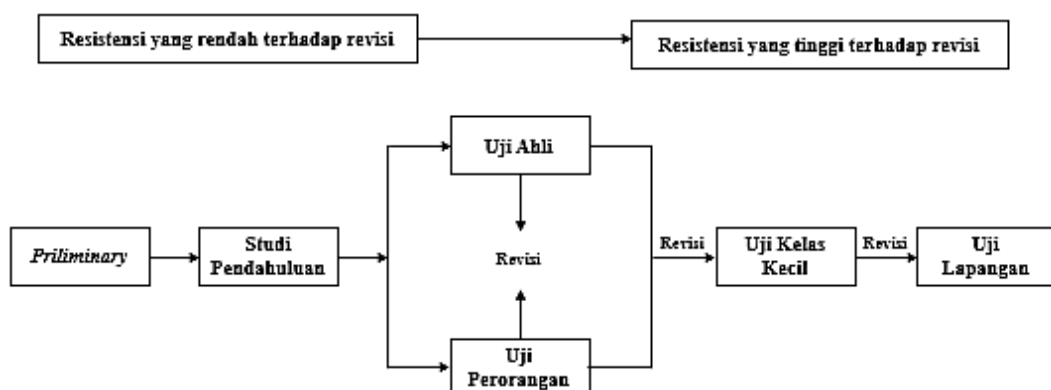 Resistensi yang rendah terhadap revisi
Resistensi yang tinggi terhadap revisi
Uji Ahli
Priliminary
Studi
Pendahuluan
Revisi
Revisi
Uji Kelas
Kecil
Revisi
Uji
Lapangan
Uji
Perorangan